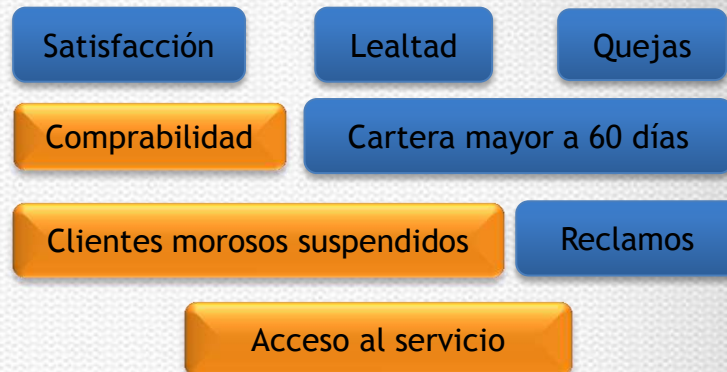 Satisfacción Lealtad Quejas
Comprabilidad Cartera mayor a 60 días
Clientes morosos suspendidos Reclamos
Acceso al servicio